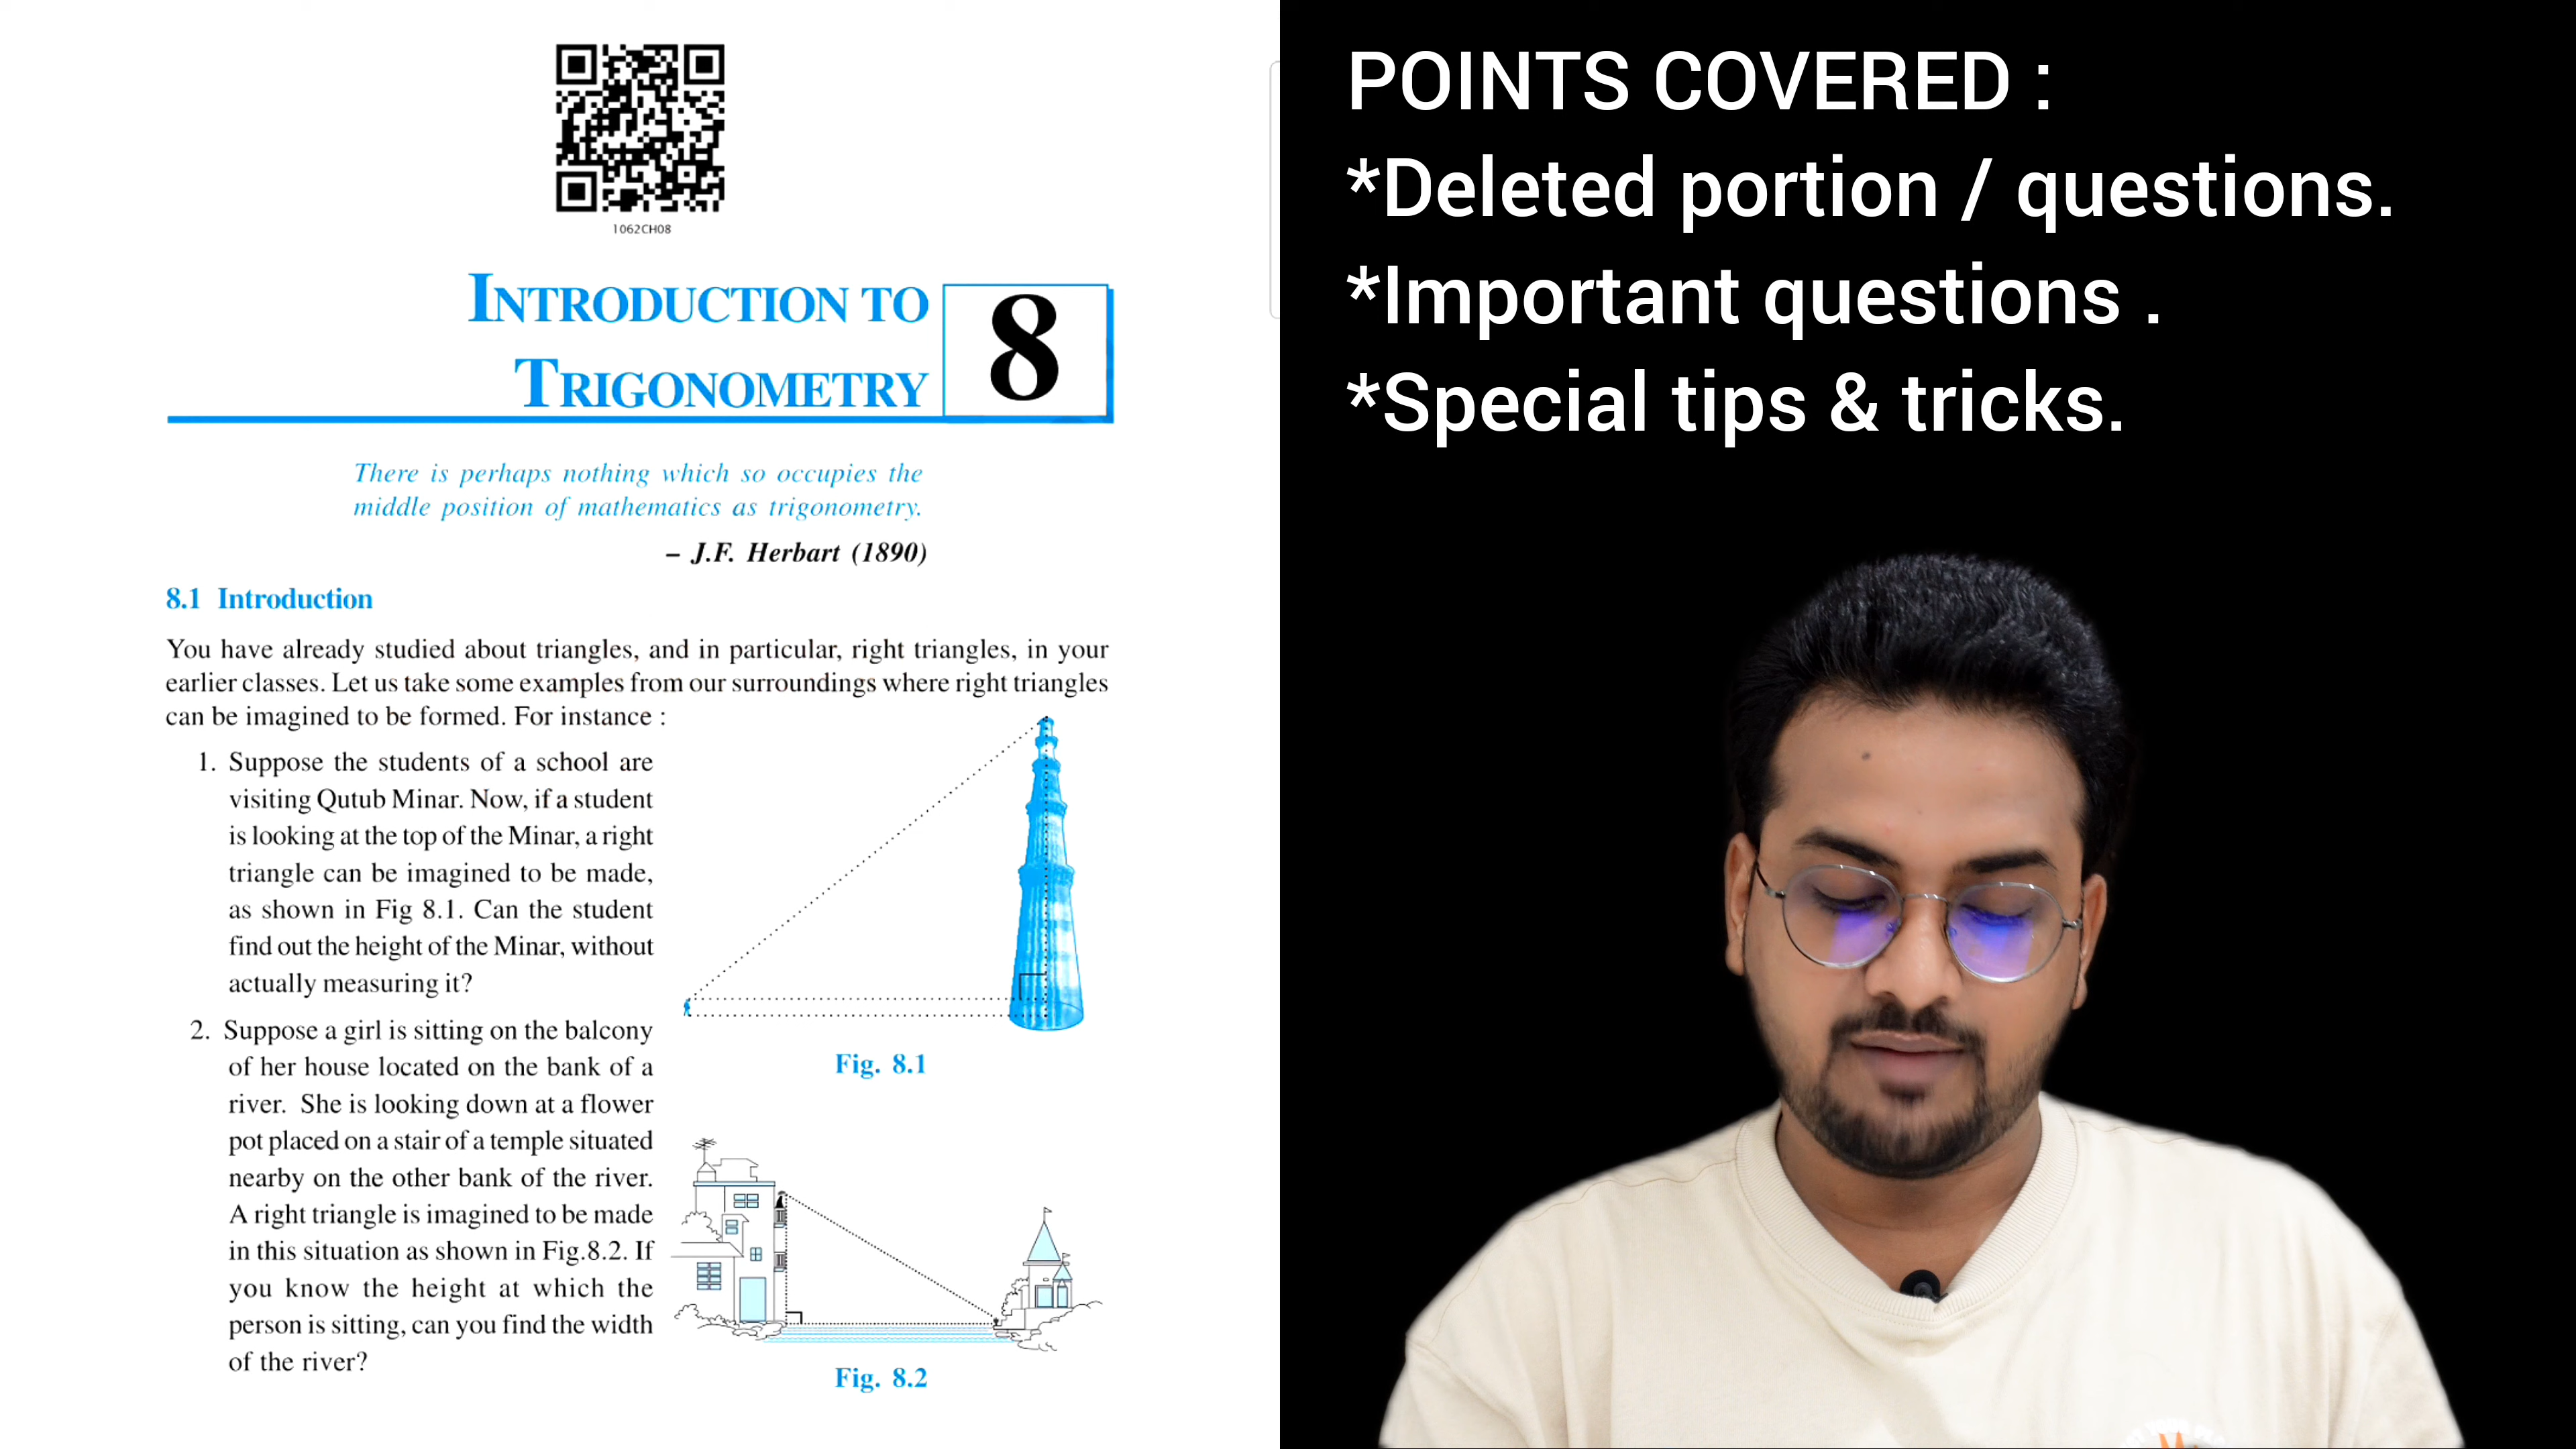 1062CH08
INTRODUCTION TO
TRIGONOMETRY
8
There is perhaps nothing which so occupies the
middle position of mathematics as trigonometry.
– J.F. Herbart (1890)
8.1 Introduction
You have already studied about triangles, and in particular, right triangles, in your
earlier classes. Let us take some examples from our surroundings where right triangles
can be imagined to be formed. For instance :
1. Suppose the students of a school are
visiting Qutub Minar. Now, if a student
is looking at the top of the Minar, a right
triangle can be imagined to be made,
as shown in Fig 8.1. Can the student
find out the height of the Minar, without
actually measuring it?
Fig. 8.1
2. Suppose a girl is sitting on the balcony
of her house located on the bank of a
river. She is looking down at a flower
pot placed on a stair of a temple situated
nearby on the other bank of the river.
A right triangle is imagined to be made
in this situation as shown in Fig.8.2. If
you know the height at which the
person is sitting, can you find the width
of the river?
Fig. 8.2
POINTS COVERED :
*Deleted portion / questions.
*Important questions .
*Special tips & tricks.